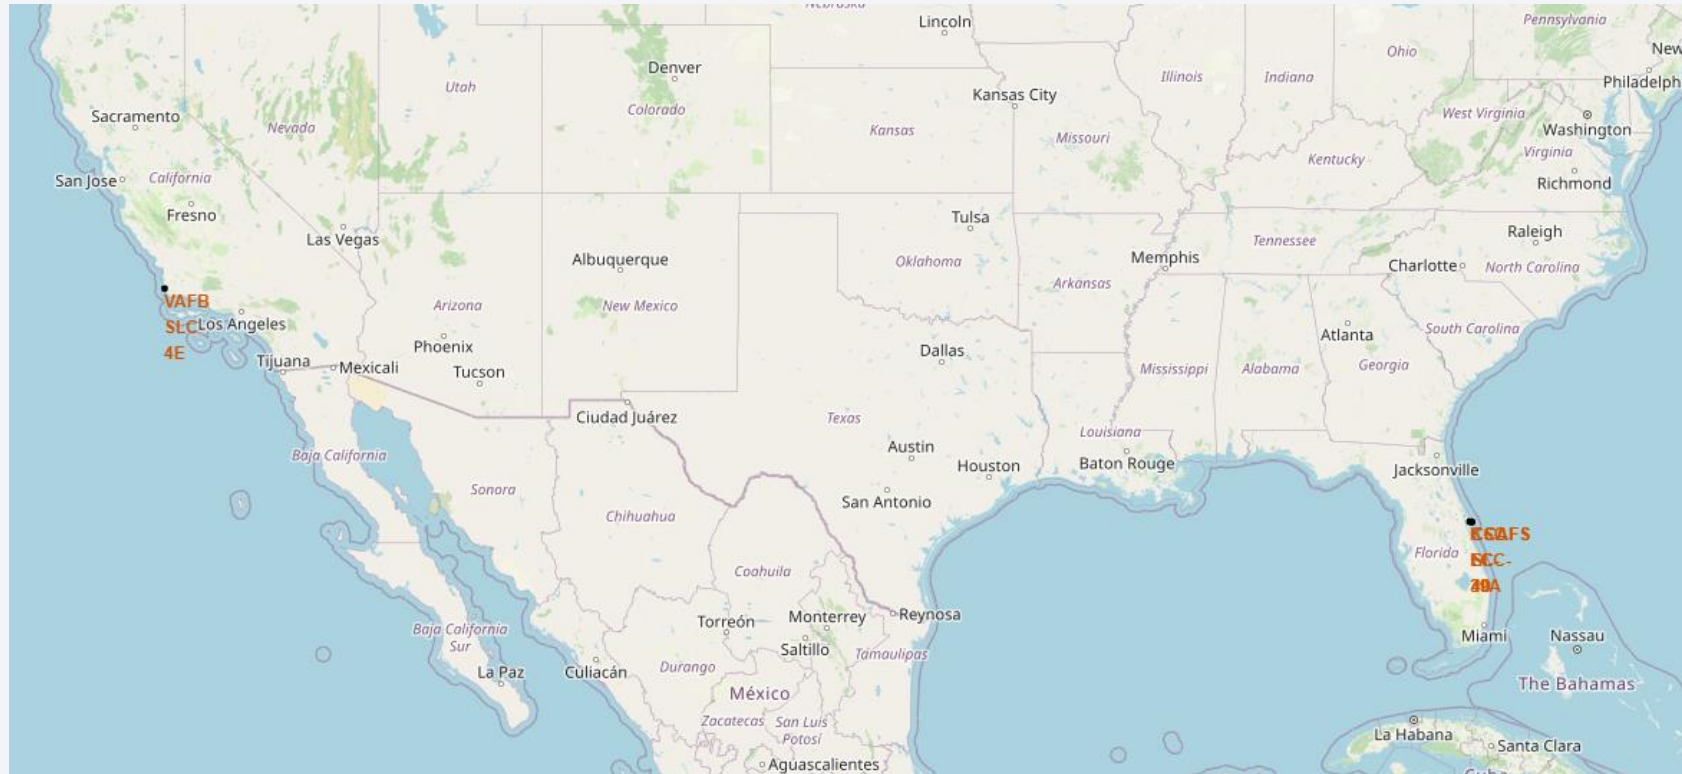 Nebraska
Lincoln
Pennsylvania
Ohio
New
Denver
Illinois
Indiana
Philadelph
Utah
Kansas City
Colorado
Sacramento
West Virginia
Nevada
Kansas
Washington
Missouri
Virginia
Kentucky
San Jose
California
Richmond
Fresno
Tulsa
Las Vegas
Raleigh
Tennessee
Albuquerque
Memphis
Oklahoma
Charlotte
North Carolina
Arkansas
VAFB
SLC-
4E
Arizona
New Mexico
Los Angeles
South Carolina
Atlanta
Phoenix
Dallas
Tijuana
Mexicali
Tucson
Mississippi
Alabama
Georgia
Ciudad Juárez
Texas
Louisiana
Austin
Baja California
Houston
Baton Rouge
Jacksonville
Sonora
San Antonio
Chihuahua
Florida
Coahuila
Reynosa
Monterrey
Torreón
Baja California
Sur
Miami
Nassau
Saltillo
Tamaulipas
La Paz
Culiacán
Durango
The Bahamas
México
Zacatecas
San Luis
Potosí
La Habana
Santa Clara
Aguascalientes
Cuba